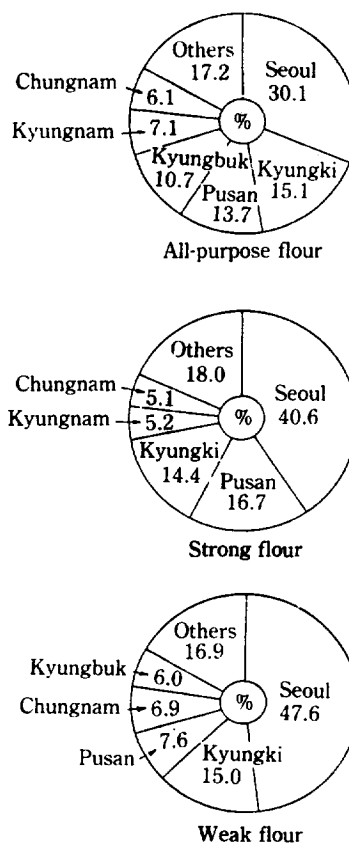 Others
17.2
Seoul
30.1
Chungnam
6.1
Kyungnam
7.1
%
Kyungbuk
10.7
Kyungki
15.1
Pusan
13.7
All-purpose flour
Others
18.0
Seoul
40.6
Chungnam
5.1
Kyungnam
5.2
%
Kyungki
14.4
Pusan
16.7
Strong flour
Others
16.9
Seoul
47.6
Kyungbuk
6.0
Chungnam
6.9
%
Pusan
7.6
Kyungki
15.0
Weak flour